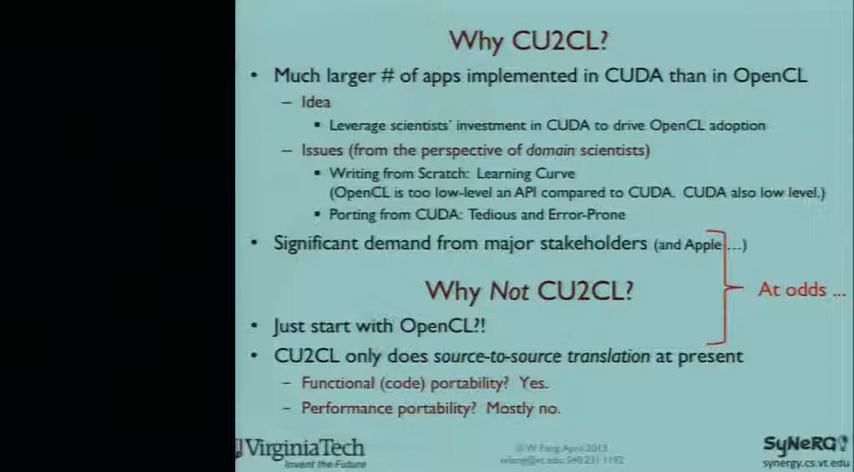 Why CU2CL?
• Much larger # of apps implemented in CUDA than in OpenCL
– Idea
▪ Leverage scientists' investment in CUDA to drive OpenCL adoption
– Issues (from the perspective of domain scientists)
▪ Writing from Scratch: Learning Curve
(OpenCL is too low-level an API compared to CUDA. CUDA also low level.)
▪ Porting from CUDA: Tedious and Error-Prone
• Significant demand from major stakeholders (and Apple ...)
Why Not CU2CL?
At odds ...
• Just start with OpenCL?!
• CU2CL only does source-to-source translation at present
– Functional (code) portability? Yes.
– Performance portability? Mostly no.
VirginiaTech
Invent the Future
© W. Feng, April 2013
SyNeRG?
synergy.cs.vt.edu